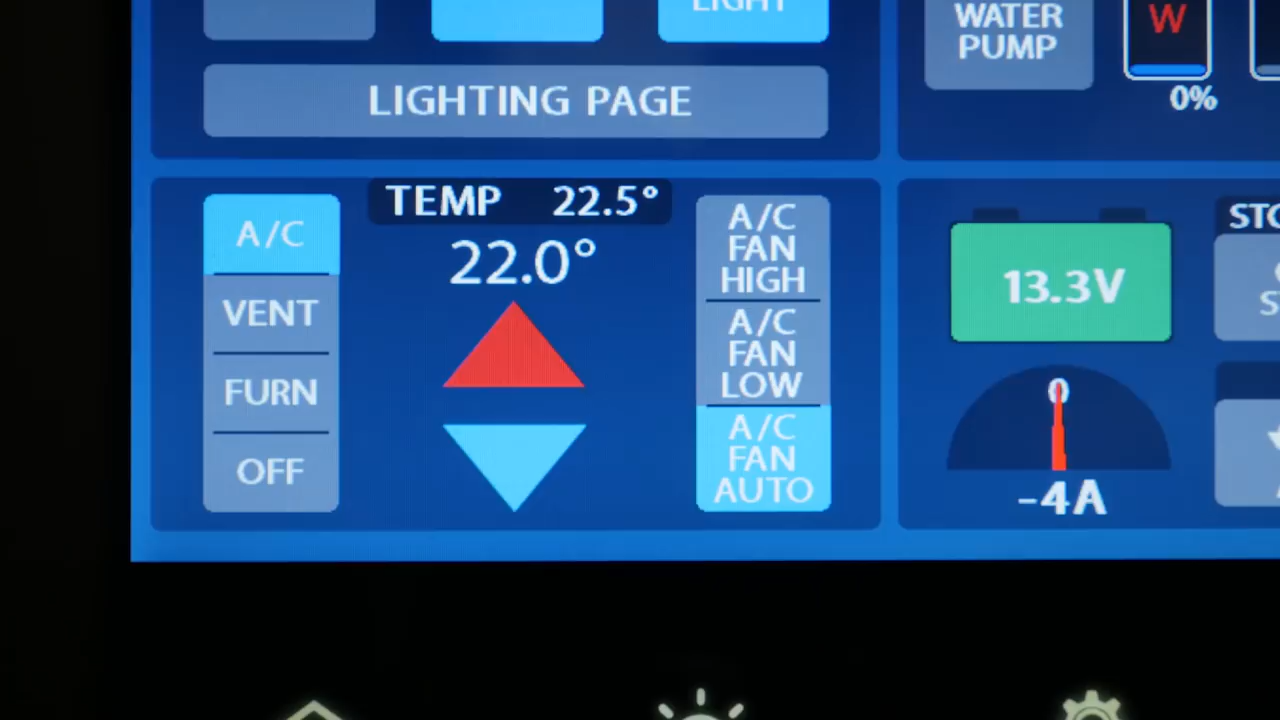 LIGHT
WATER
PUMP
W
0%
LIGHTING PAGE
A/C
VENT
FURN
OFF
TEMP 22.5°
22.0°
A/C
FAN
HIGH
A/C
FAN
LOW
A/C
FAN
AUTO
13.3V
0
-4A